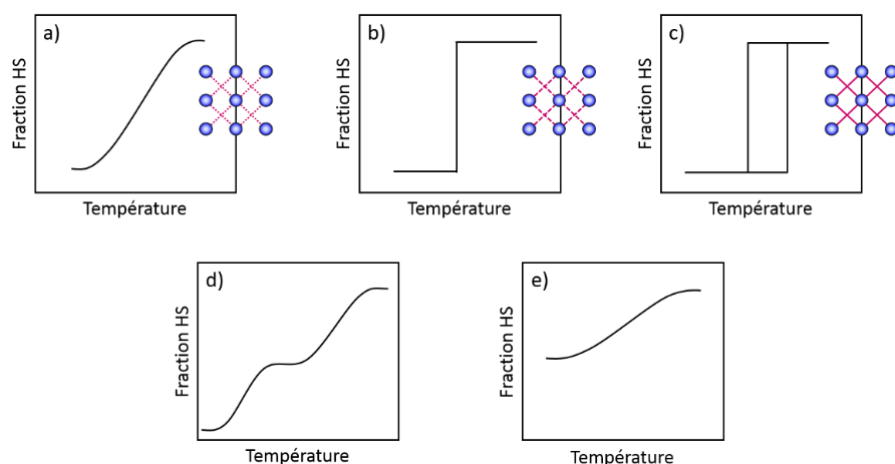 a)
Fraction HS
Température
b)
Fraction HS
Température
c)
Fraction HS
Température
d)
Fraction HS
Température
e)
Fraction HS
Température